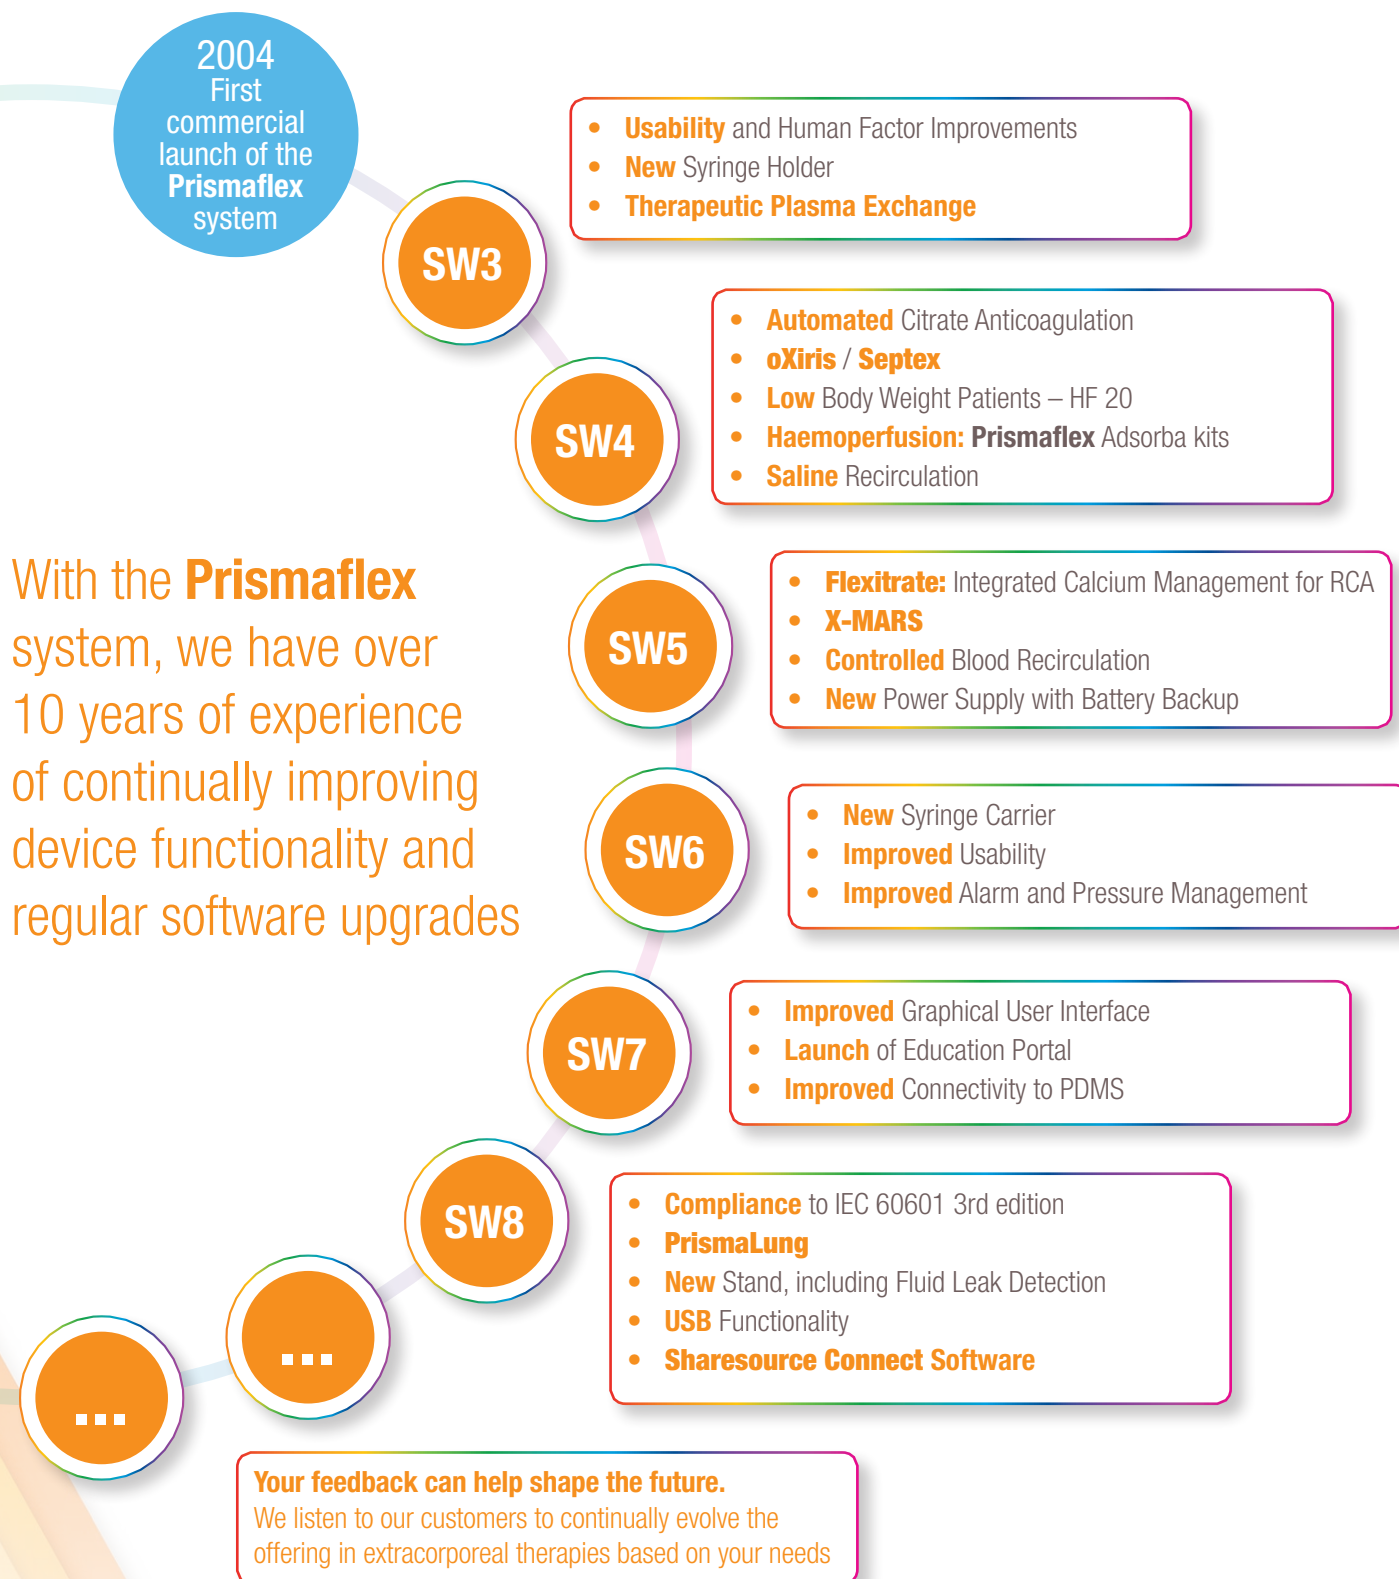 2004
First
commercial
launch of the
Prismaflex
system
SW3
• Usability and Human Factor Improvements
• New Syringe Holder
• Therapeutic Plasma Exchange
SW4
• Automated Citrate Anticoagulation
• oXiris / Septex
• Low Body Weight Patients – HF 20
• Haemoperfusion: Prismaflex Adsorba kits
• Saline Recirculation
With the Prismaflex
system, we have over
10 years of experience
of continually improving
device functionality and
regular software upgrades
SW5
• Flexitrate: Integrated Calcium Management for RCA
• X-MARS
• Controlled Blood Recirculation
• New Power Supply with Battery Backup
SW6
• New Syringe Carrier
• Improved Usability
• Improved Alarm and Pressure Management
SW7
• Improved Graphical User Interface
• Launch of Education Portal
• Improved Connectivity to PDMS
SW8
• Compliance to IEC 60601 3rd edition
• PrismaLung
• New Stand, including Fluid Leak Detection
• USB Functionality
• Sharesource Connect Software
...
...
Your feedback can help shape the future.
We listen to our customers to continually evolve the
offering in extracorporeal therapies based on your needs